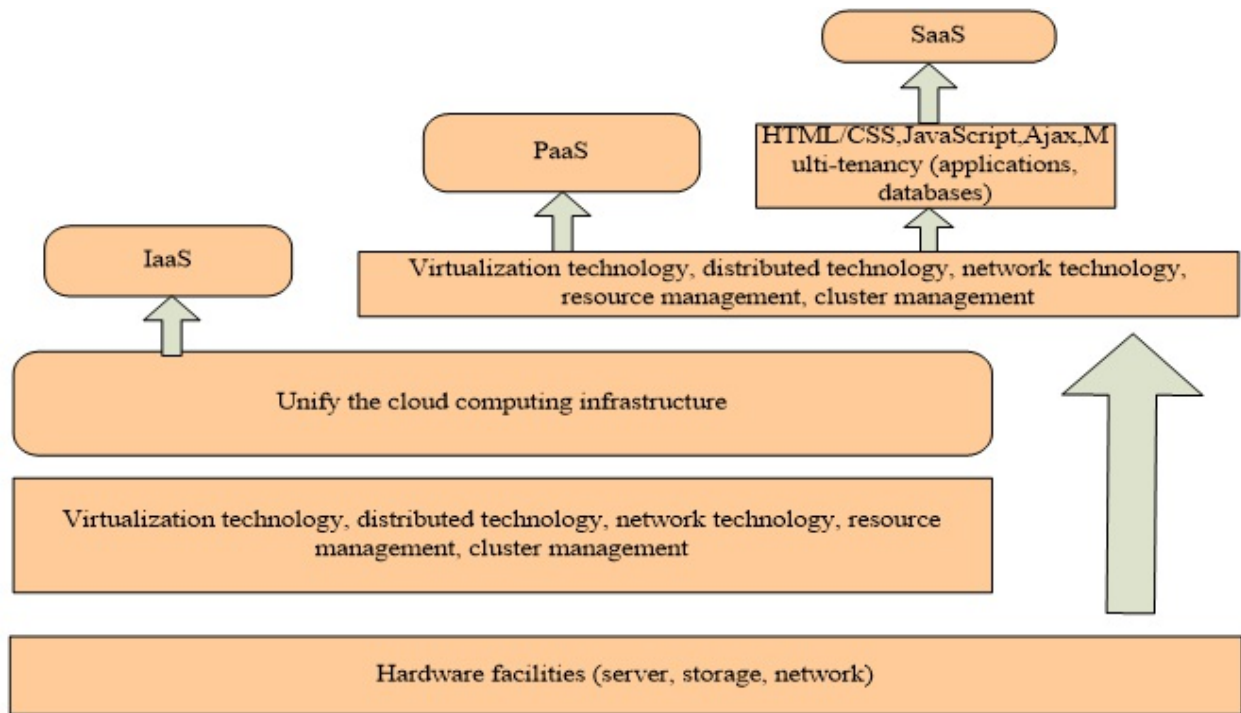 SaaS
HTML/CSS,JavaScript,Ajax,M
ulti-tenancy (applications,
databases)
PaaS
IaaS
Virtualization technology, distributed technology, network technology,
resource management, cluster management
Unify the cloud computing infrastructure
Virtualization technology, distributed technology, network technology, resource
management, cluster management
Hardware facilities (server, storage, network)